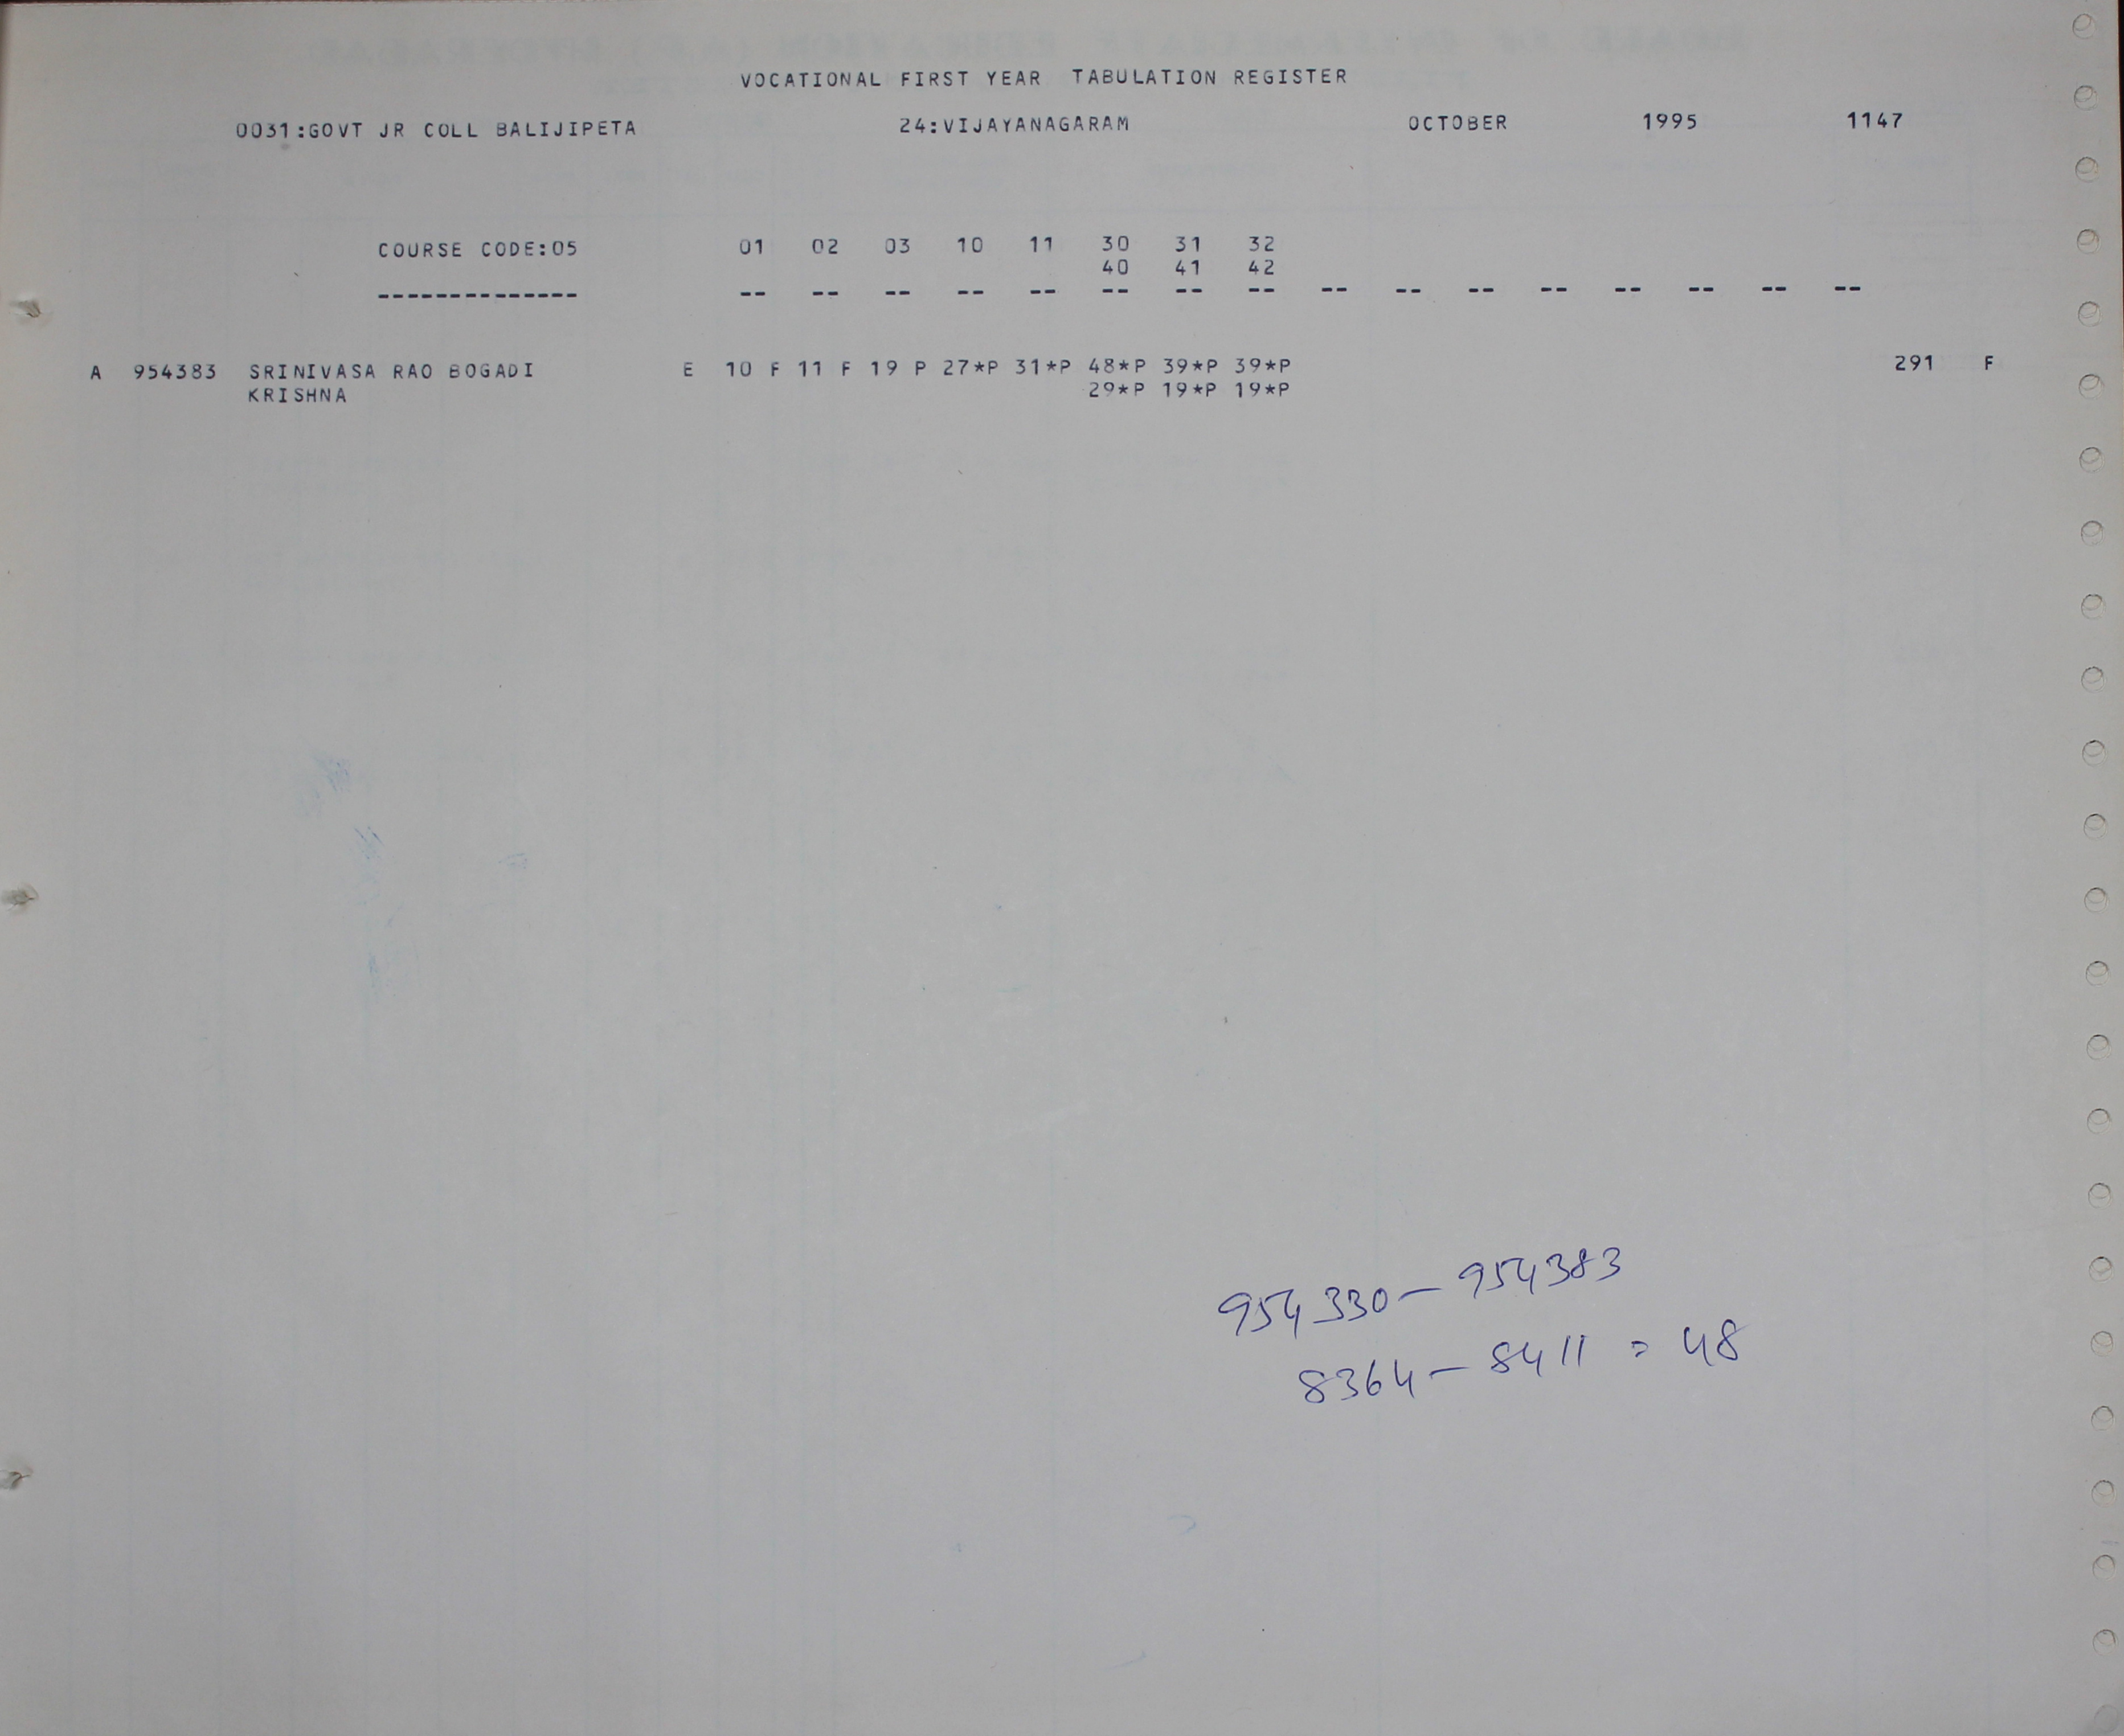 VOCATIONAL FIRST YEAR TABULATION REGISTER
0031:GOVT JR COLL BALIJIPETA 24:VIJAYANAGARAM OCTOBER 1995 1147
COURSE CODE:05 01 02 03 10 11 30 31 32
40 41 42
-------------- -- -- -- -- -- -- -- -- -- -- -- -- -- -- -- --
A 954383 SRINIVASA RAO BOGADI E 10 F 11 F 19 P 27*P 31*P 48*P 39*P 39*P 291 F
KRISHNA 29*P 19*P 19*P
954330 — 954383
8364 — 8411 = 48